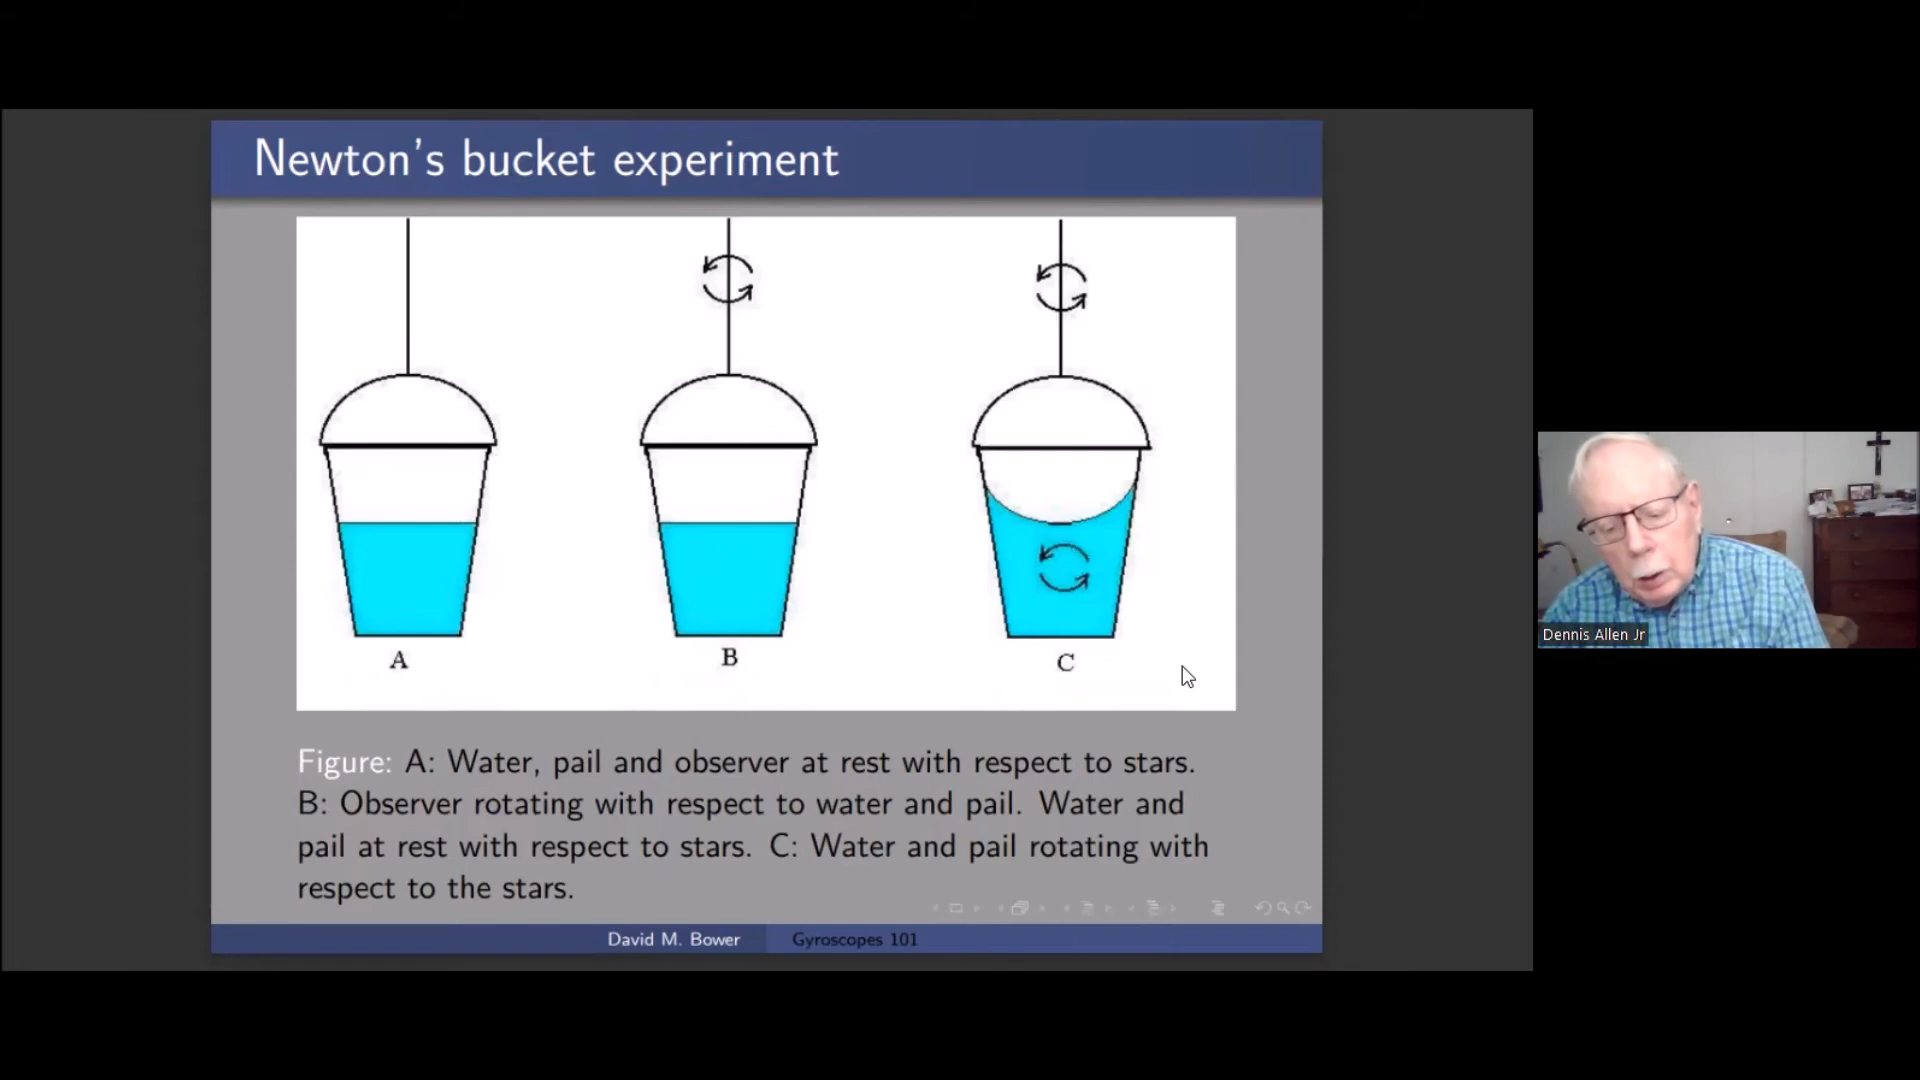 Newton's bucket experiment
A
B
C
Figure: A: Water, pail and observer at rest with respect to stars.
B: Observer rotating with respect to water and pail. Water and
pail at rest with respect to stars. C: Water and pail rotating with
respect to the stars.
David M. Bower
Gyroscopes 101
Dennis Allen Jr